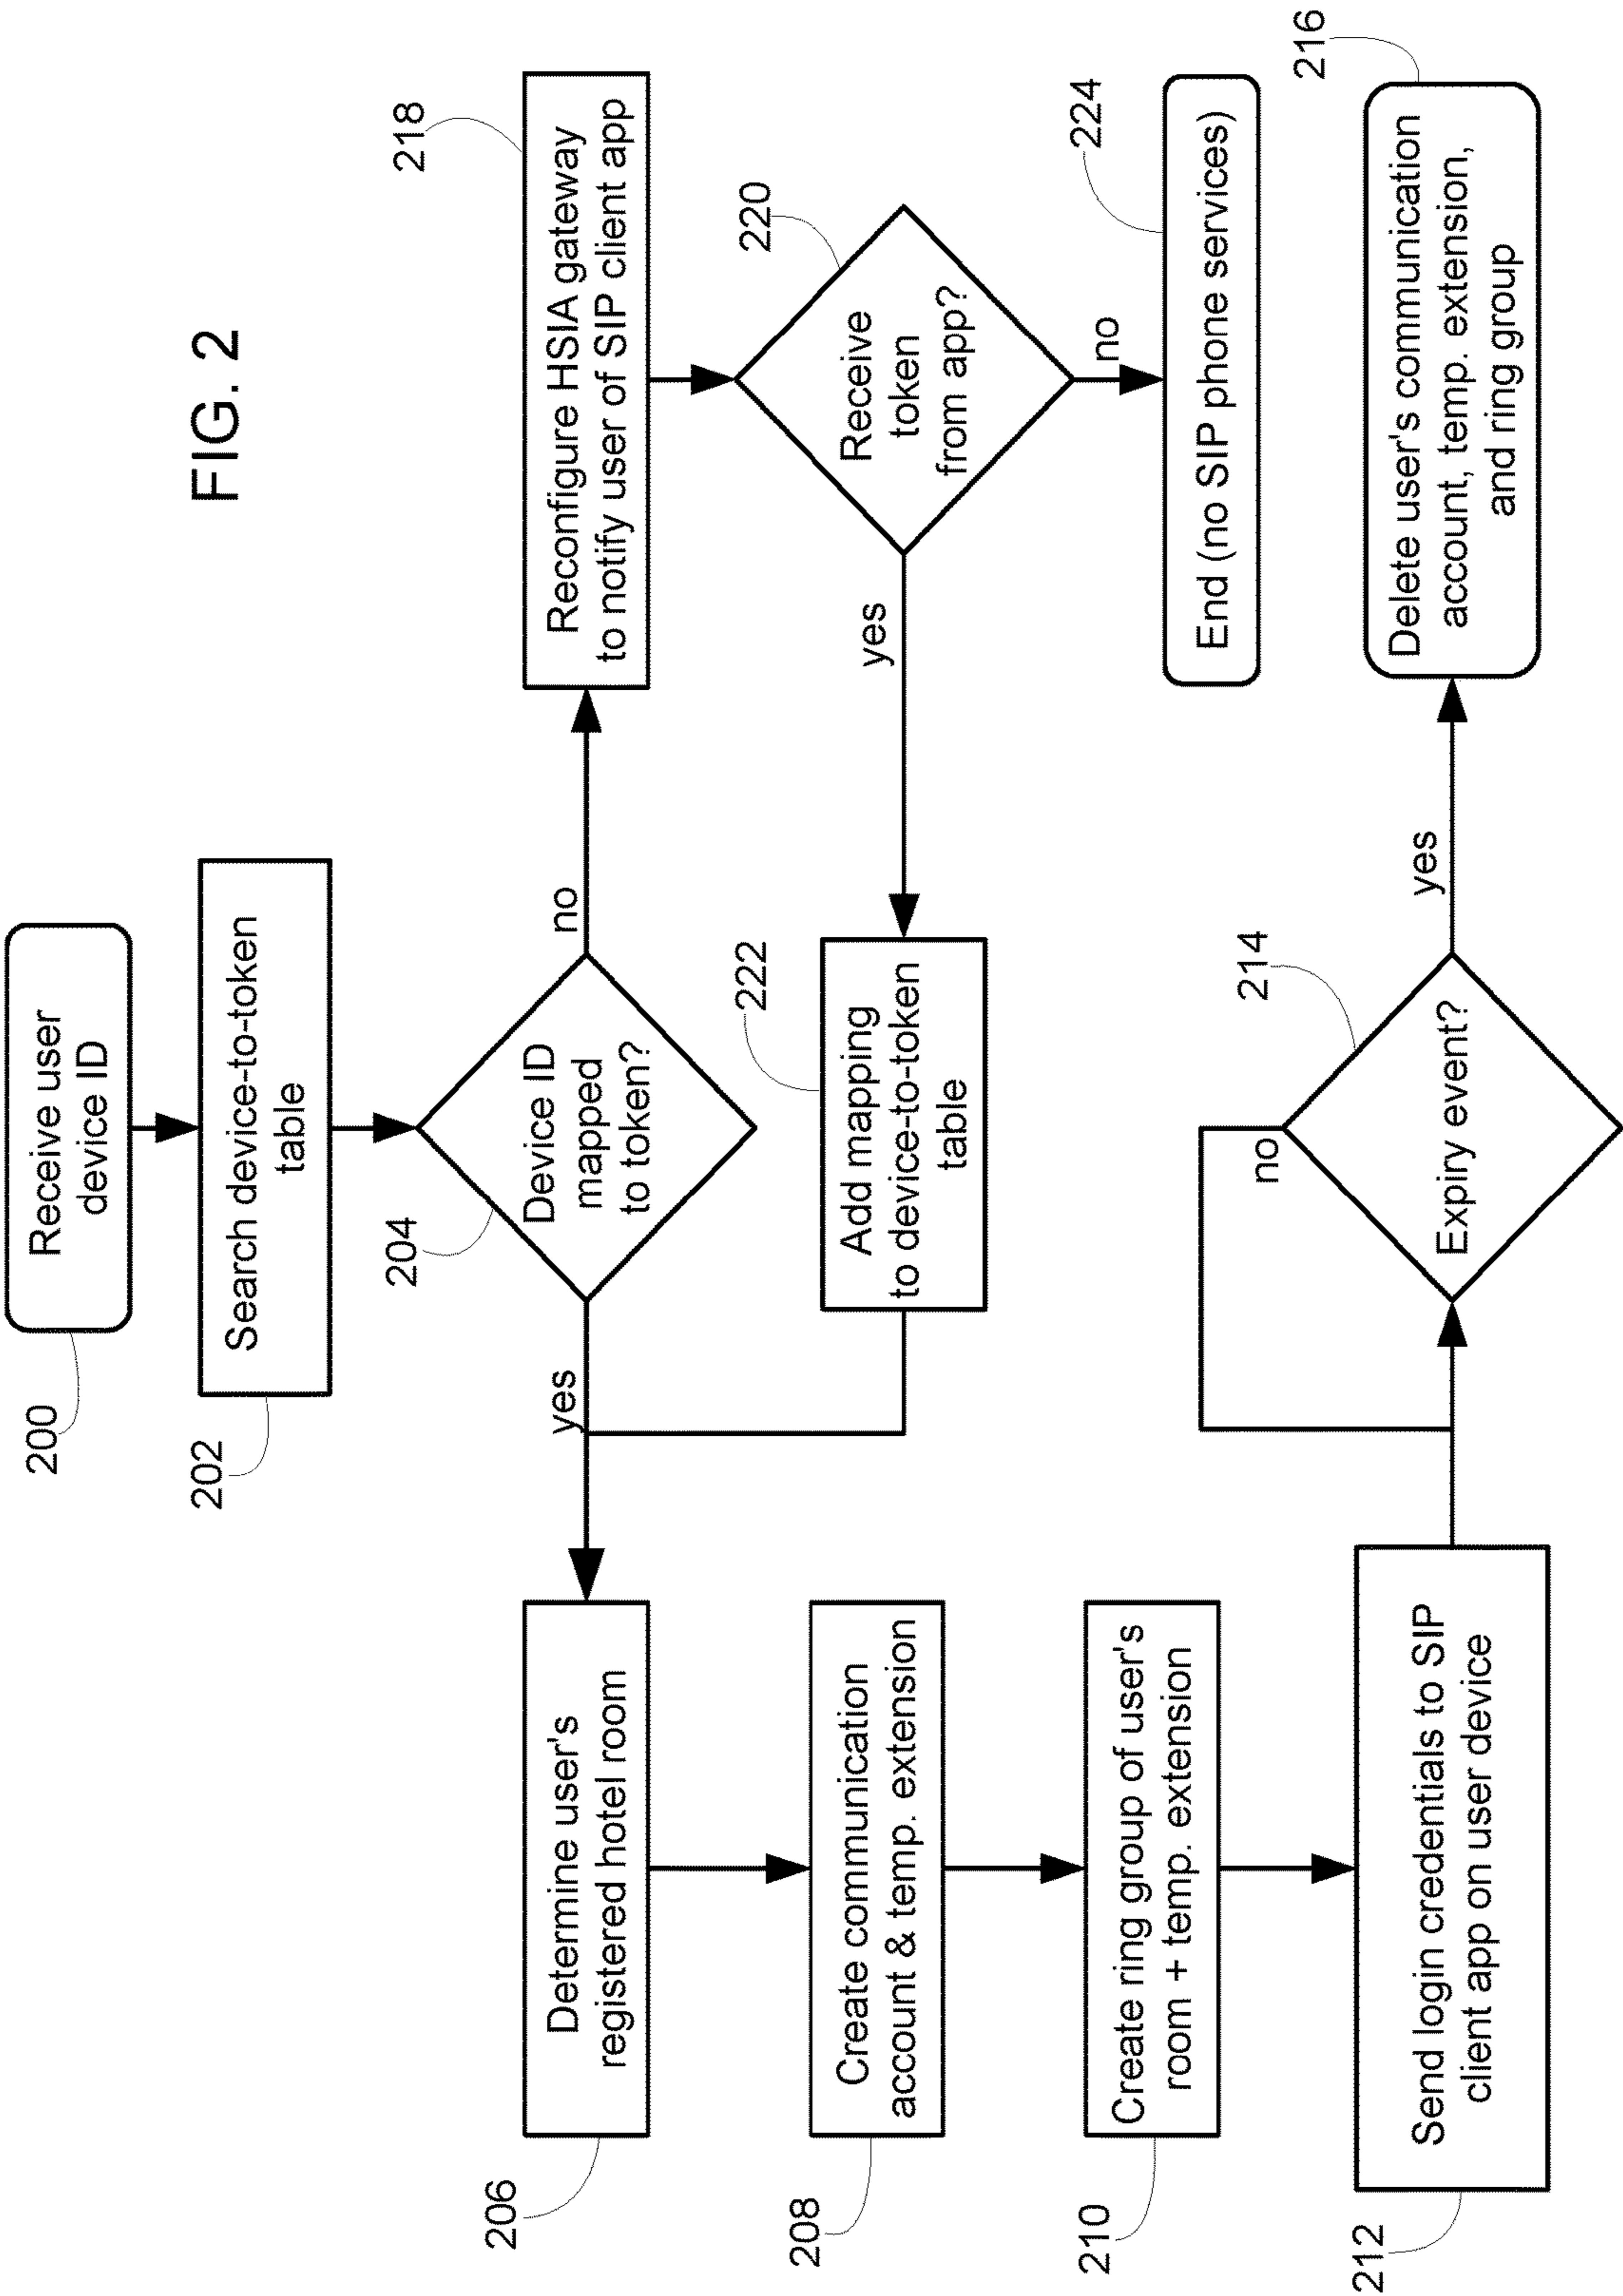 FIG. 2
200
Receive user
device ID
202
Search device-to-token
table
204
Device ID
mapped
to token?
yes
no
206
Determine user's
registered hotel room
208
Create communication
account & temp. extension
210
Create ring group of user's
room + temp. extension
212
Send login credentials to SIP
client app on user device
214
Expiry event?
no
yes
216
Delete user's communication
account, temp. extension,
and ring group
218
Reconfigure HSIA gateway
to notify user of SIP client app
220
Receive
token
from app?
yes
no
222
Add mapping
to device-to-token
table
224
End (no SIP phone services)